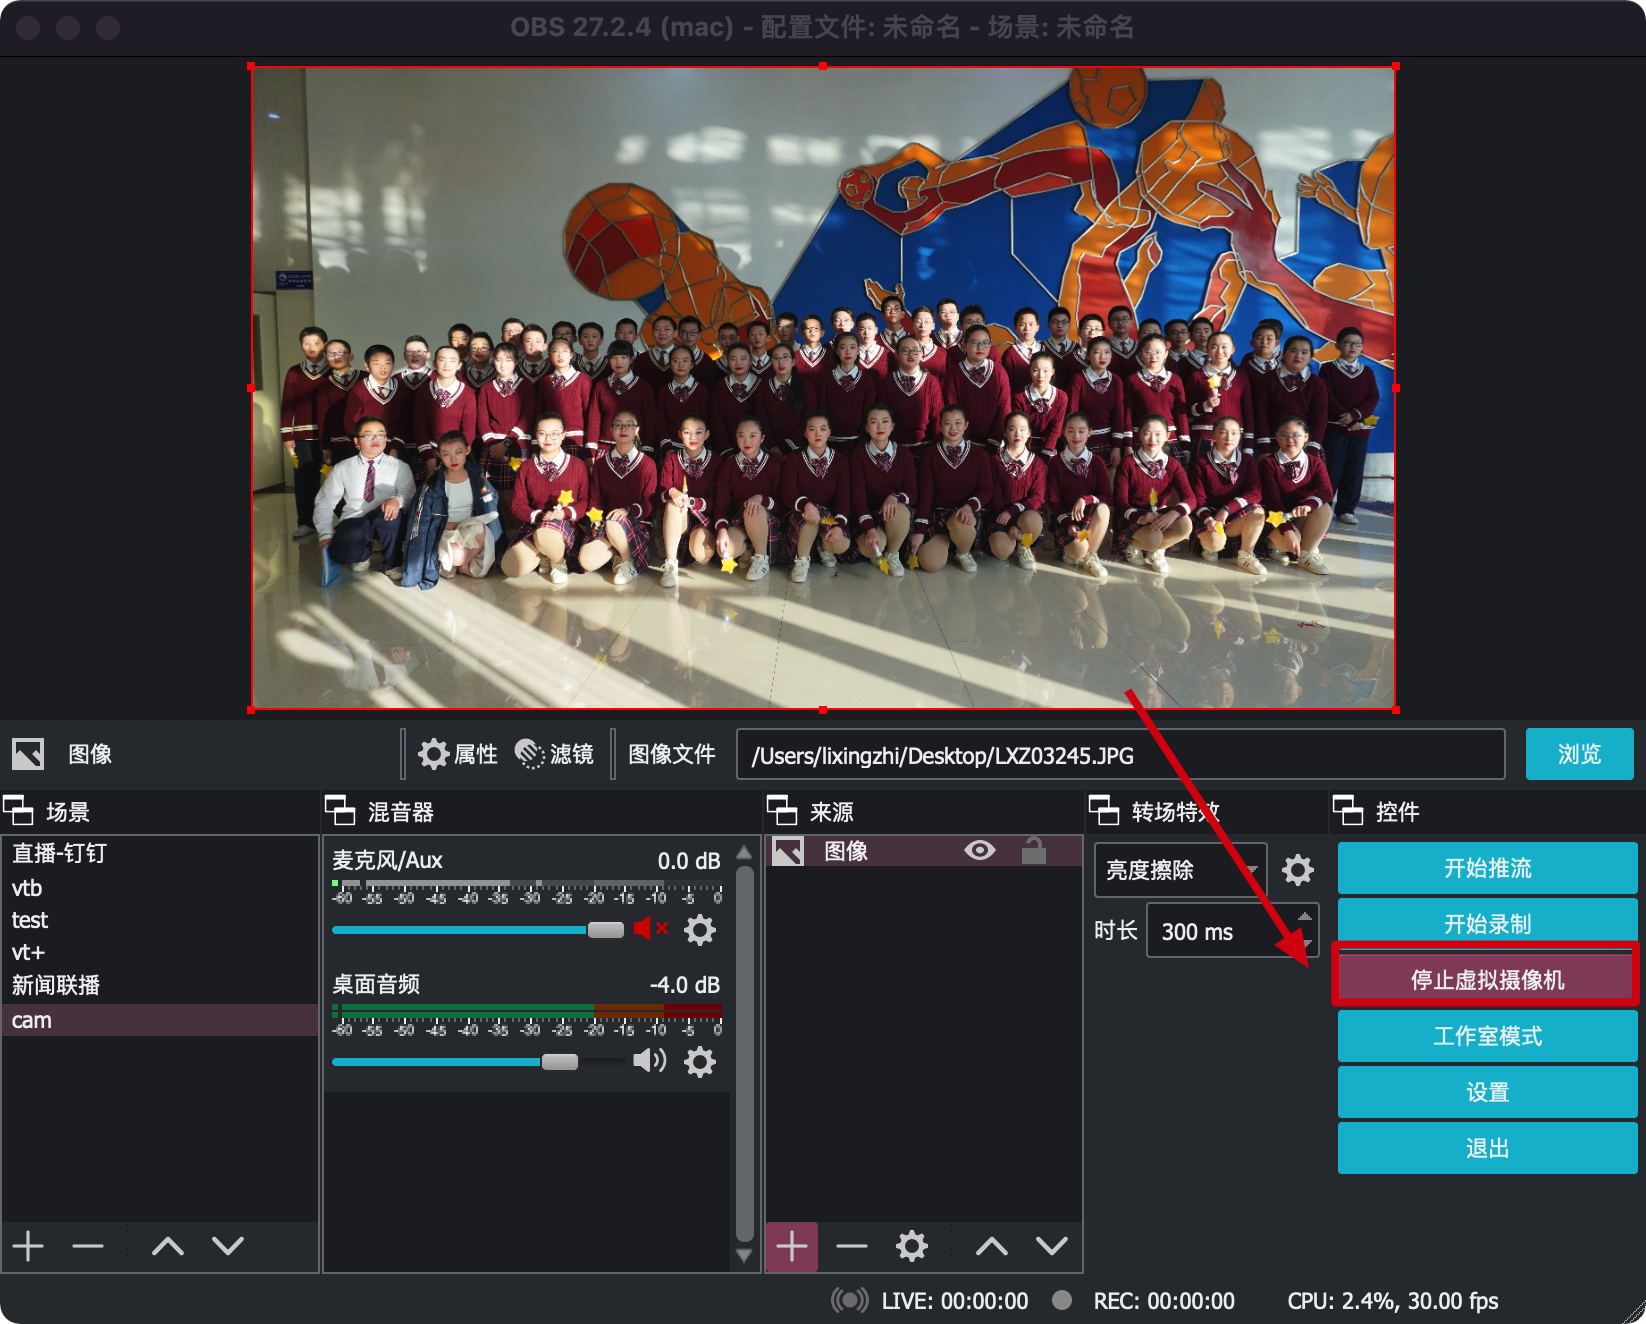 OBS 27.2.4 (mac) - 配置文件: 未命名 - 场景: 未命名
图像
属性
滤镜
图像文件
/Users/lixingzhi/Desktop/LXZ03245.JPG
浏览
场景
直播-钉钉
vtb
test
vt+
新闻联播
cam
混音器
麦克风/Aux
0.0 dB
-60 -55 -50 -45 -40 -35 -30 -25 -20 -15 -10 -5 0
桌面音频
-4.0 dB
-60 -55 -50 -45 -40 -35 -30 -25 -20 -15 -10 -5 0
来源
图像
转场特效
亮度擦除
时长
300 ms
控件
开始推流
开始录制
停止虚拟摄像机
工作室模式
设置
退出
LIVE: 00:00:00
REC: 00:00:00
CPU: 2.4%, 30.00 fps